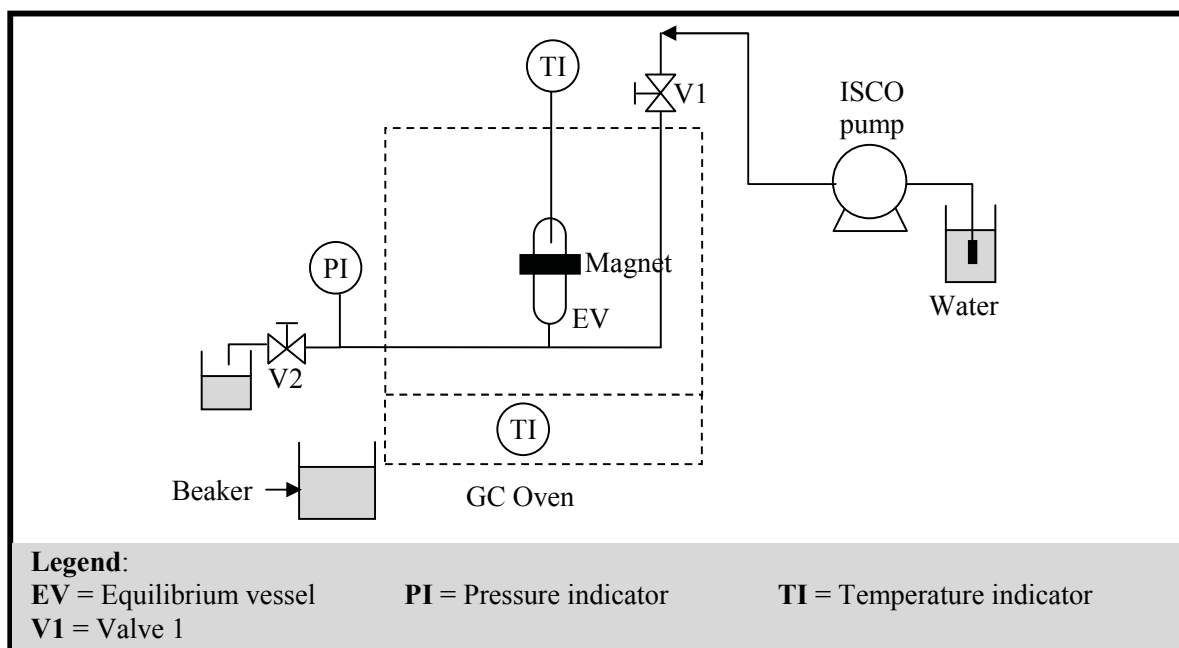 TI
V1
ISCO
pump
Magnet
PI
EV
Water
V2
TI
Beaker
GC Oven
Legend:
EV = Equilibrium vessel PI = Pressure indicator TI = Temperature indicator
V1 = Valve 1